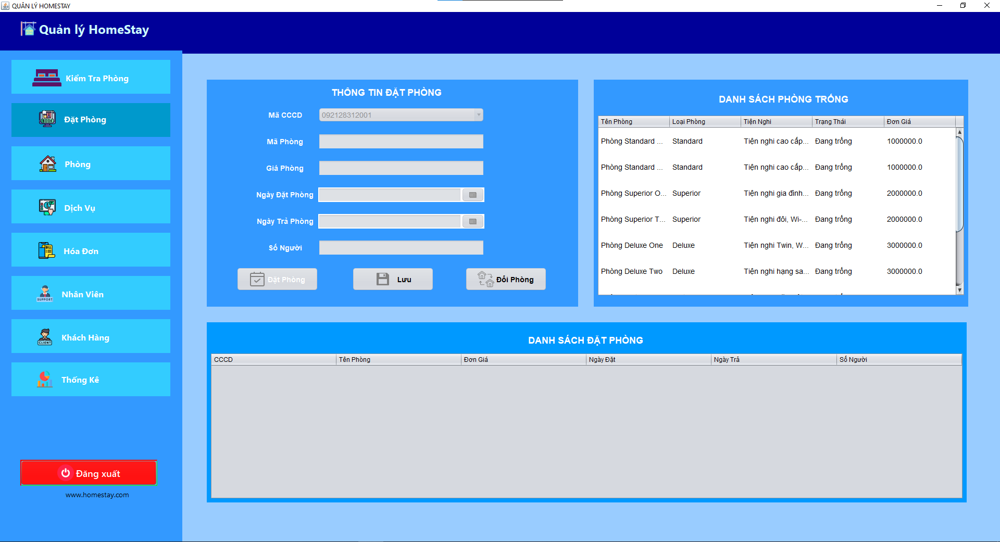 QUẢN LÝ HOMESTAY
Quản lý HomeStay
Kiểm Tra Phòng
BOOK
Đặt Phòng
Phòng
Dịch Vụ
BILL
Hóa Đơn
SUPPORT
Nhân Viên
CLIENT
Khách Hàng
Thống Kê
Đăng xuất
www.homestay.com
THÔNG TIN ĐẶT PHÒNG
Mã CCCD 092128312001
Mã Phòng
Giá Phòng
Ngày Đặt Phòng
Ngày Trả Phòng
Số Người
Đặt Phòng Lưu Đổi Phòng
DANH SÁCH PHÒNG TRỐNG
Tên Phòng Loại Phòng Tiện Nghi Trạng Thái Đơn Giá
Phòng Standard ... Standard Tiện nghi cao cấp... Đang trống 1000000.0
Phòng Standard ... Standard Tiện nghi cao cấp... Đang trống 1000000.0
Phòng Superior O... Superior Tiện nghi gia đình... Đang trống 2000000.0
Phòng Superior T... Superior Tiện nghi đôi, Wi-... Đang trống 2000000.0
Phòng Deluxe One Deluxe Tiện nghi Twin, W... Đang trống 3000000.0
Phòng Deluxe Two Deluxe Tiện nghi hạng sa... Đang trống 3000000.0
DANH SÁCH ĐẶT PHÒNG
CCCD Tên Phòng Đơn Giá Ngày Đặt Ngày Trả Số Người